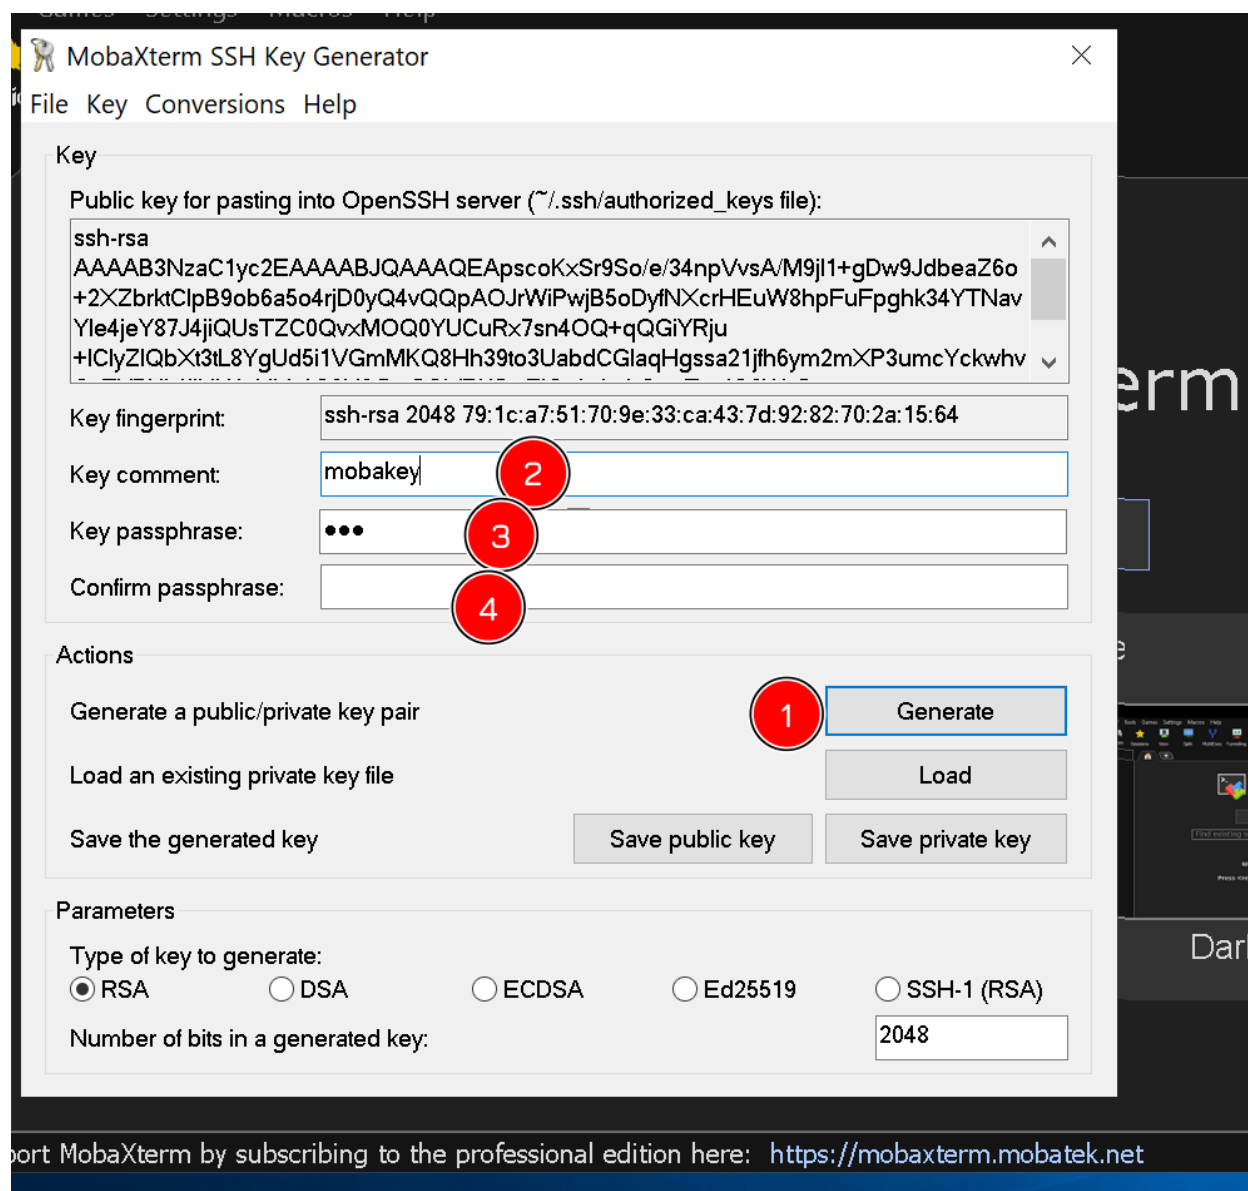 Games Settings Macros Help
MobaXterm SSH Key Generator
File Key Conversions Help
Key
Public key for pasting into OpenSSH server (~/.ssh/authorized_keys file):
ssh-rsa
AAAAB3NzaC1yc2EAAAABJQAAAQEApscoKxSr9So/e/34npVvsA/M9jl1+gDw9JdbeaZ6o
+2XZbrktClpB9ob6a5o4rjD0yQ4vQQpAOJrWiPwjB5oDyfNXcrHEuW8hpFuFpghk34YTNav
Yle4jeY87J4jiQUsTZC0QvxMOQ0YUCuRx7sn4OQ+qQGiYRju
+IClyZlQbXt3tL8YgUd5i1VGmMKQ8Hh39to3UabdCGlaqHgssa21jfh6ym2mXP3umcYckwhv
erm
Key fingerprint: ssh-rsa 2048 79:1c:a7:51:70:9e:33:ca:43:7d:92:82:70:2a:15:64
Key comment: mobakey 2
Key passphrase: ●●● 3
Confirm passphrase: 4
Actions
Generate a public/private key pair 1 Generate
Load an existing private key file Load
Save the generated key Save public key Save private key
Parameters
Type of key to generate:
RSA DSA ECDSA Ed25519 SSH-1 (RSA)
Number of bits in a generated key: 2048
Dar
port MobaXterm by subscribing to the professional edition here: https://mobaxterm.mobatek.net